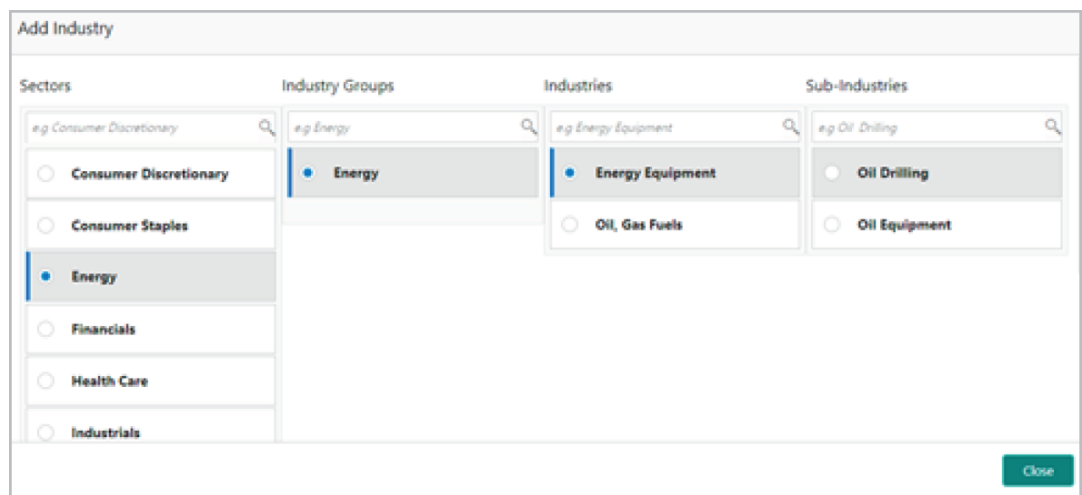 Add Industry
Sectors
Industry Groups
Industries
Sub-Industries
e.g Consumer Discretionary
e.g Energy
e.g Energy Equipment
e.g Oil Drilling
Consumer Discretionary
Energy
Energy Equipment
Oil Drilling
Consumer Staples
Oil, Gas Fuels
Oil Equipment
Energy
Financials
Health Care
Industrials
Close